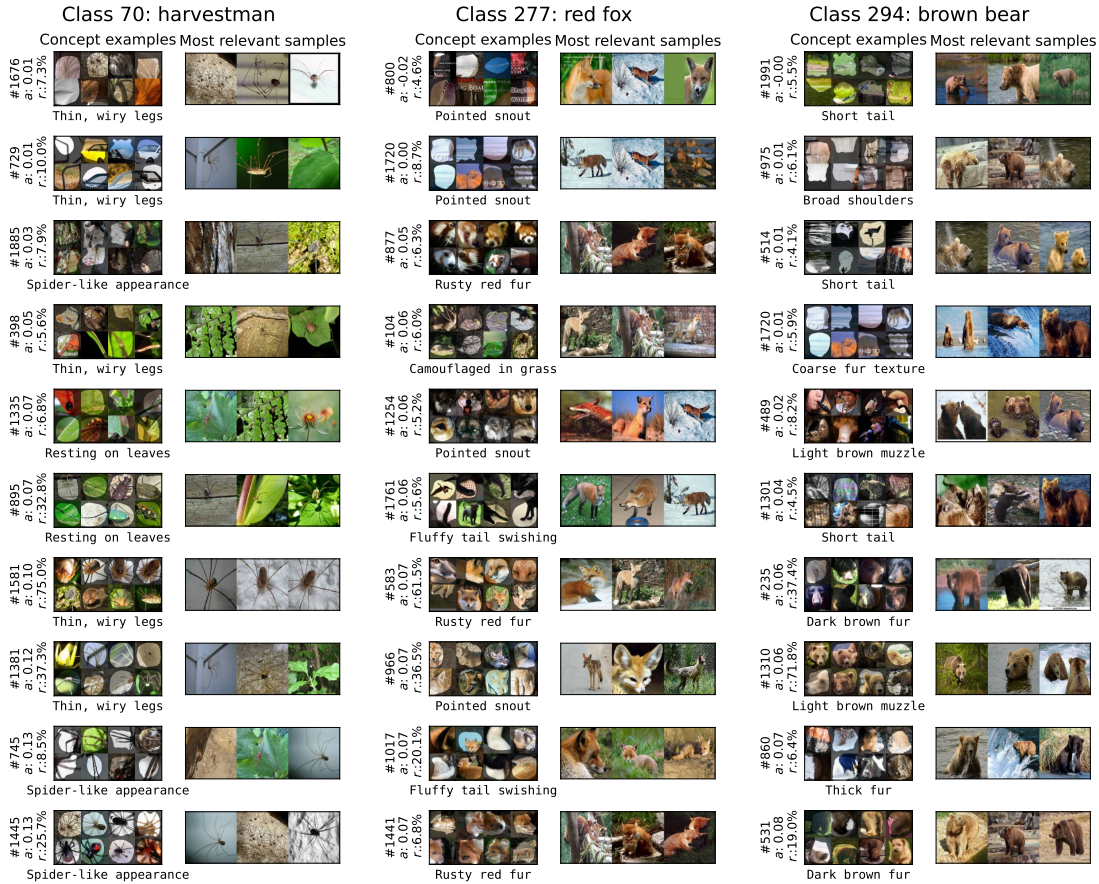 Class 70: harvestman
Concept examples Most relevant samples
#1676
a: 0.01
r.:7.3%
Thin, wiry legs
#729
a: 0.01
r.:10.0%
Thin, wiry legs
#1885
a: 0.03
r.:7.9%
Spider-like appearance
#398
a: 0.05
r.:5.6%
Thin, wiry legs
#1335
a: 0.07
r.:6.8%
Resting on leaves
#895
a: 0.07
r.:32.8%
Resting on leaves
#1581
a: 0.10
r.:75.0%
Thin, wiry legs
#1381
a: 0.12
r.:37.3%
Thin, wiry legs
#745
a: 0.13
r.:8.5%
Spider-like appearance
#1445
a: 0.13
r.:25.7%
Spider-like appearance
Class 277: red fox
Concept examples Most relevant samples
#800
a: -0.02
r.:4.6%
Pointed snout
#1720
a: 0.00
r.:8.7%
Pointed snout
#877
a: 0.05
r.:6.3%
Rusty red fur
#104
a: 0.06
r.:6.0%
Camouflaged in grass
#1254
a: 0.06
r.:5.2%
Pointed snout
#1761
a: 0.06
r.:5.6%
Fluffy tail swishing
#583
a: 0.07
r.:61.5%
Rusty red fur
#966
a: 0.07
r.:36.5%
Pointed snout
#1017
a: 0.07
r.:20.1%
Fluffy tail swishing
#1441
a: 0.07
r.:6.8%
Rusty red fur
Class 294: brown bear
Concept examples Most relevant samples
#1991
a: -0.00
r.:5.5%
Short tail
#975
a: 0.01
r.:6.1%
Broad shoulders
#514
a: 0.01
r.:4.1%
Short tail
#1720
a: 0.01
r.:5.9%
Coarse fur texture
#489
a: 0.02
r.:8.2%
Light brown muzzle
#1301
a: 0.04
r.:4.5%
Short tail
#235
a: 0.06
r.:37.4%
Dark brown fur
#1310
a: 0.06
r.:71.8%
Light brown muzzle
#860
a: 0.07
r.:6.4%
Thick fur
#531
a: 0.08
r.:19.0%
Dark brown fur